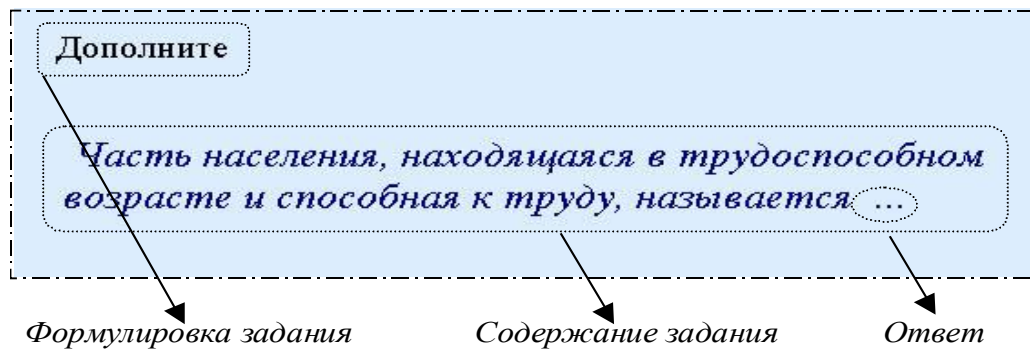 Дополните
Часть населения, находящаяся в трудоспособном
возрасте и способная к труду, называется ...
Формулировка задания Содержание задания Ответ